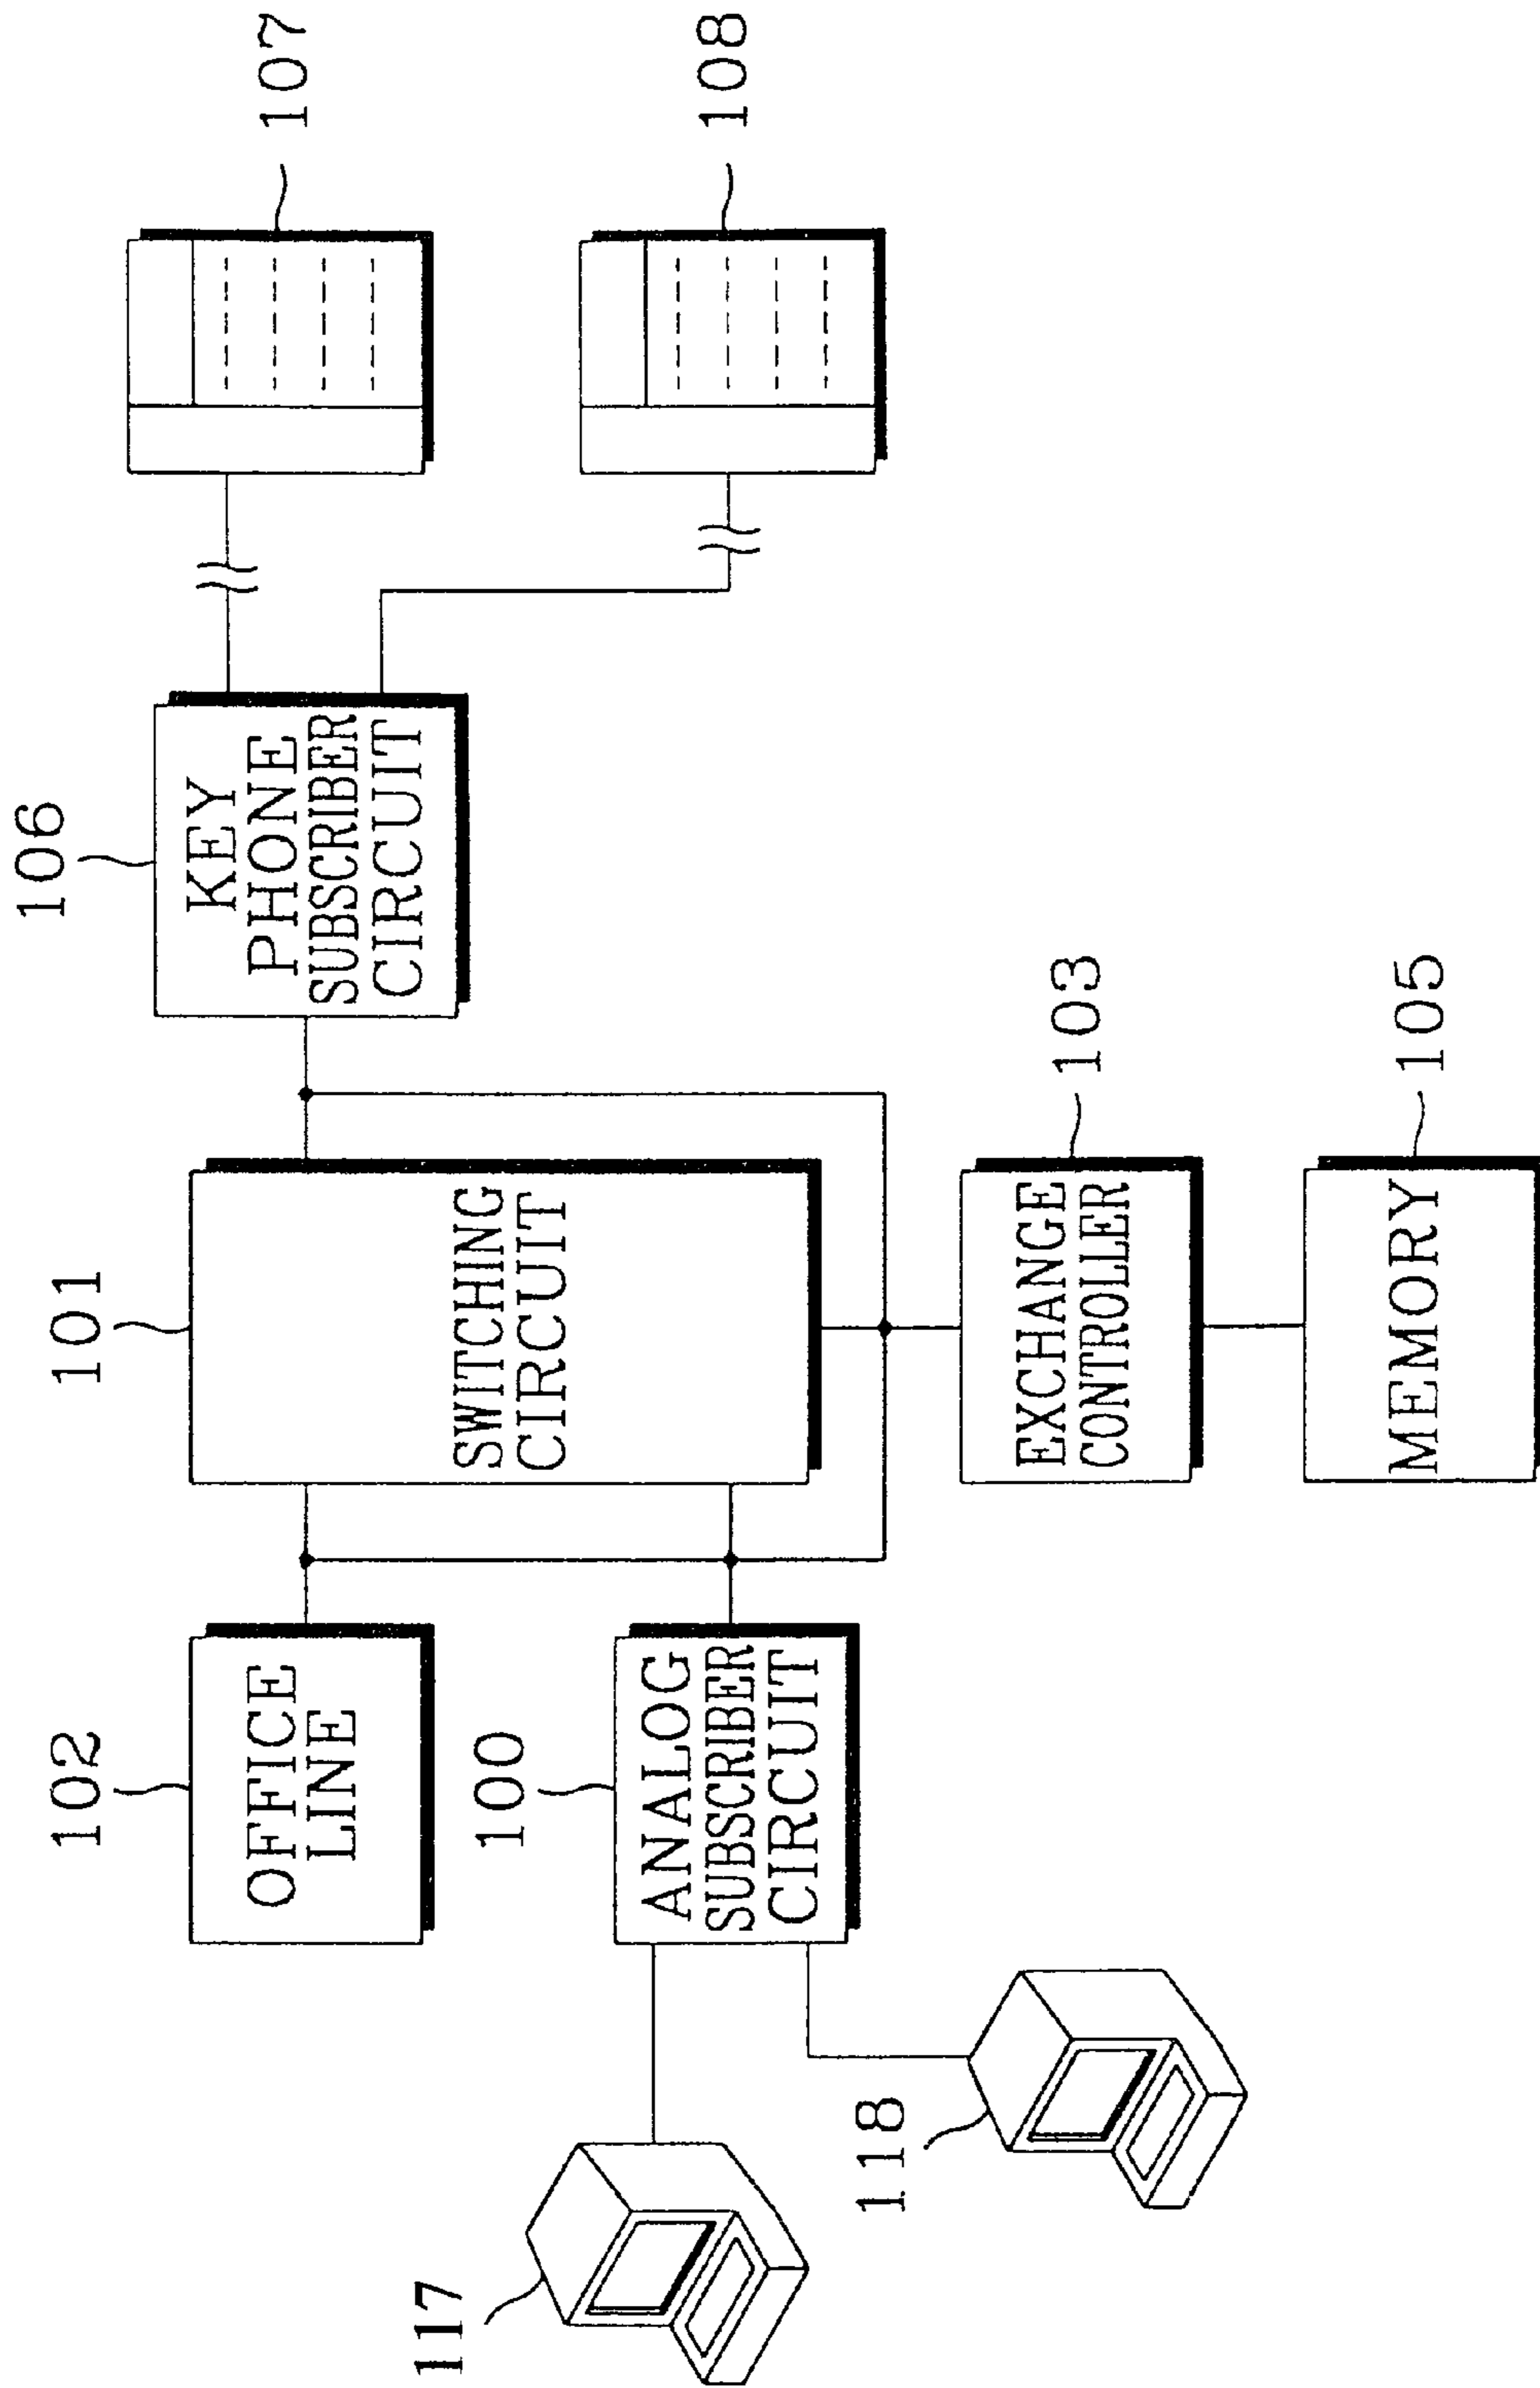 106
107
101
102
KEY
PHONE
SUBSCRIBER
CIRCUIT
OFFICE
LINE
SWITCHING
CIRCUIT
108
100
ANALOG
SUBSCRIBER
CIRCUIT
117
118
103
EXCHANGE
CONTROLLER
105
MEMORY